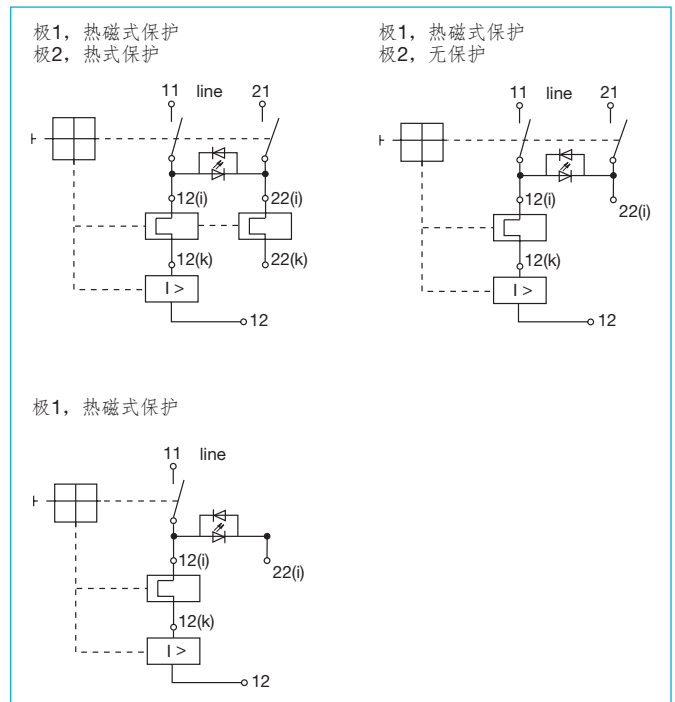 极1，热磁式保护
极2，热式保护
11 line 21
12(i) 22(i)
12(k) 22(k)
I >
12
极1，热磁式保护
极2，无保护
11 line 21
12(i)
22(i)
12(k)
I >
12
极1，热磁式保护
11 line
12(i)
22(i)
12(k)
I >
12